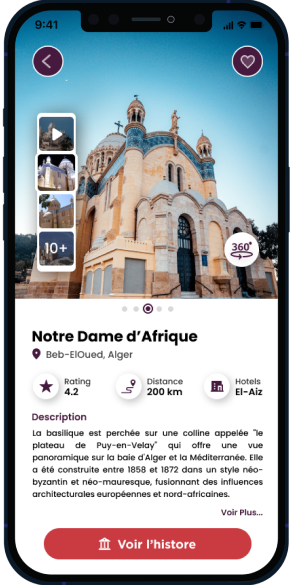 9:41
10+
360°
Notre Dame d'Afrique
Beb-ElOued, Alger
Rating
4.2
Distance
200 km
Hotels
El-Aiz
Description
La basilique est perchée sur une colline appelée "le
plateau de Puy-en-Velay" qui offre une vue
panoramique sur la baie d'Alger et la Méditerranée. Elle
a été construite entre 1858 et 1872 dans un style néo-
byzantin et néo-mauresque, fusionnant des influences
architecturales européennes et nord-africaines.
Voir Plus...
Voir l'histore